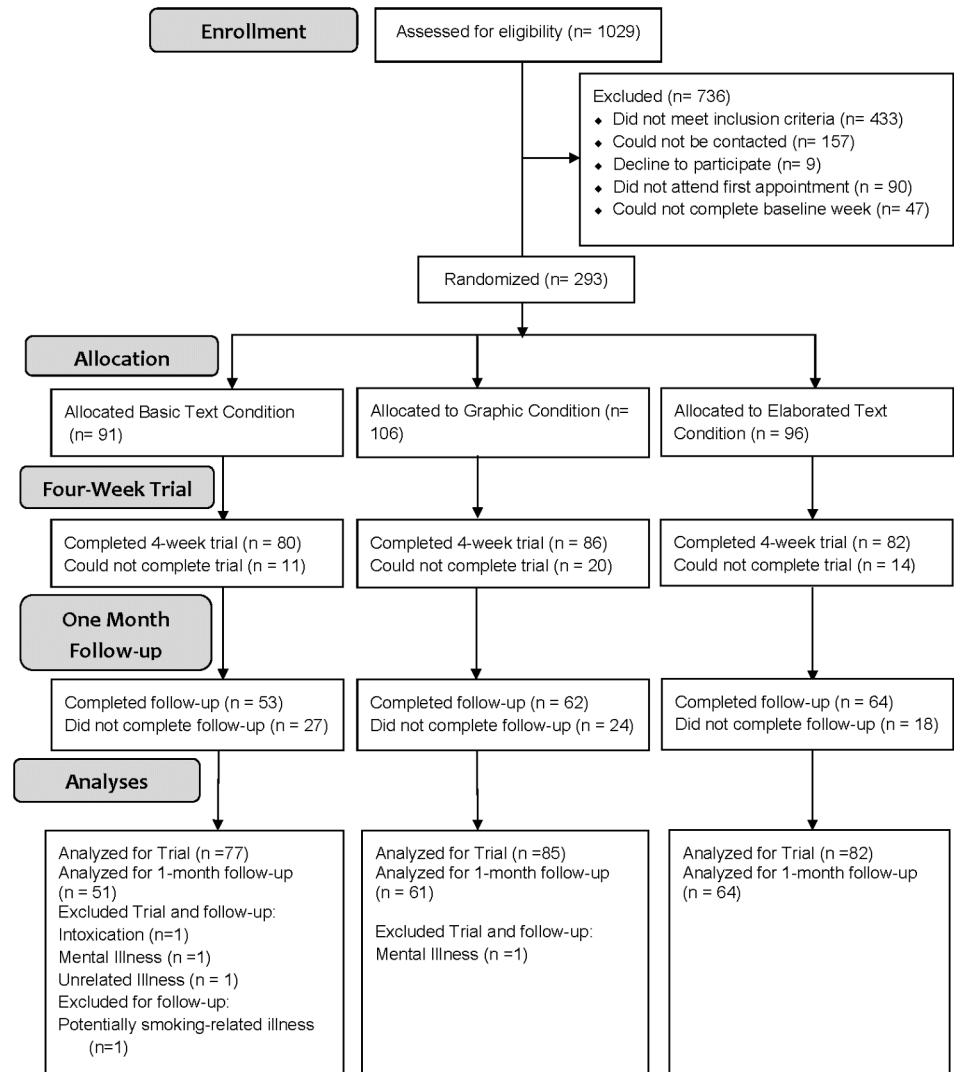 Enrollment
Assessed for eligibility (n= 1029)
Excluded (n= 736)
⬥ Did not meet inclusion criteria (n= 433)
⬥ Could not be contacted (n= 157)
⬥ Decline to participate (n= 9)
⬥ Did not attend first appointment (n = 90)
⬥ Could not complete baseline week (n= 47)
Randomized (n= 293)
Allocation
Allocated Basic Text Condition
(n= 91)
Allocated to Graphic Condition (n=
106)
Allocated to Elaborated Text
Condition (n = 96)
Four-Week Trial
Completed 4-week trial (n = 80)
Could not complete trial (n = 11)
Completed 4-week trial (n = 86)
Could not complete trial (n = 20)
Completed 4-week trial (n = 82)
Could not complete trial (n = 14)
One Month
Follow-up
Completed follow-up (n = 53)
Did not complete follow-up (n = 27)
Completed follow-up (n = 62)
Did not complete follow-up (n = 24)
Completed follow-up (n = 64)
Did not complete follow-up (n = 18)
Analyses
Analyzed for Trial (n =77)
Analyzed for 1-month follow-up
(n = 51)
Excluded Trial and follow-up:
Intoxication (n=1)
Mental Illness (n =1)
Unrelated Illness (n = 1)
Excluded for follow-up:
Potentially smoking-related illness
(n=1)
Analyzed for Trial (n =85)
Analyzed for 1-month follow-up
(n = 61)
Excluded Trial and follow-up:
Mental Illness (n =1)
Analyzed for Trial (n =82)
Analyzed for 1-month follow-up
(n = 64)